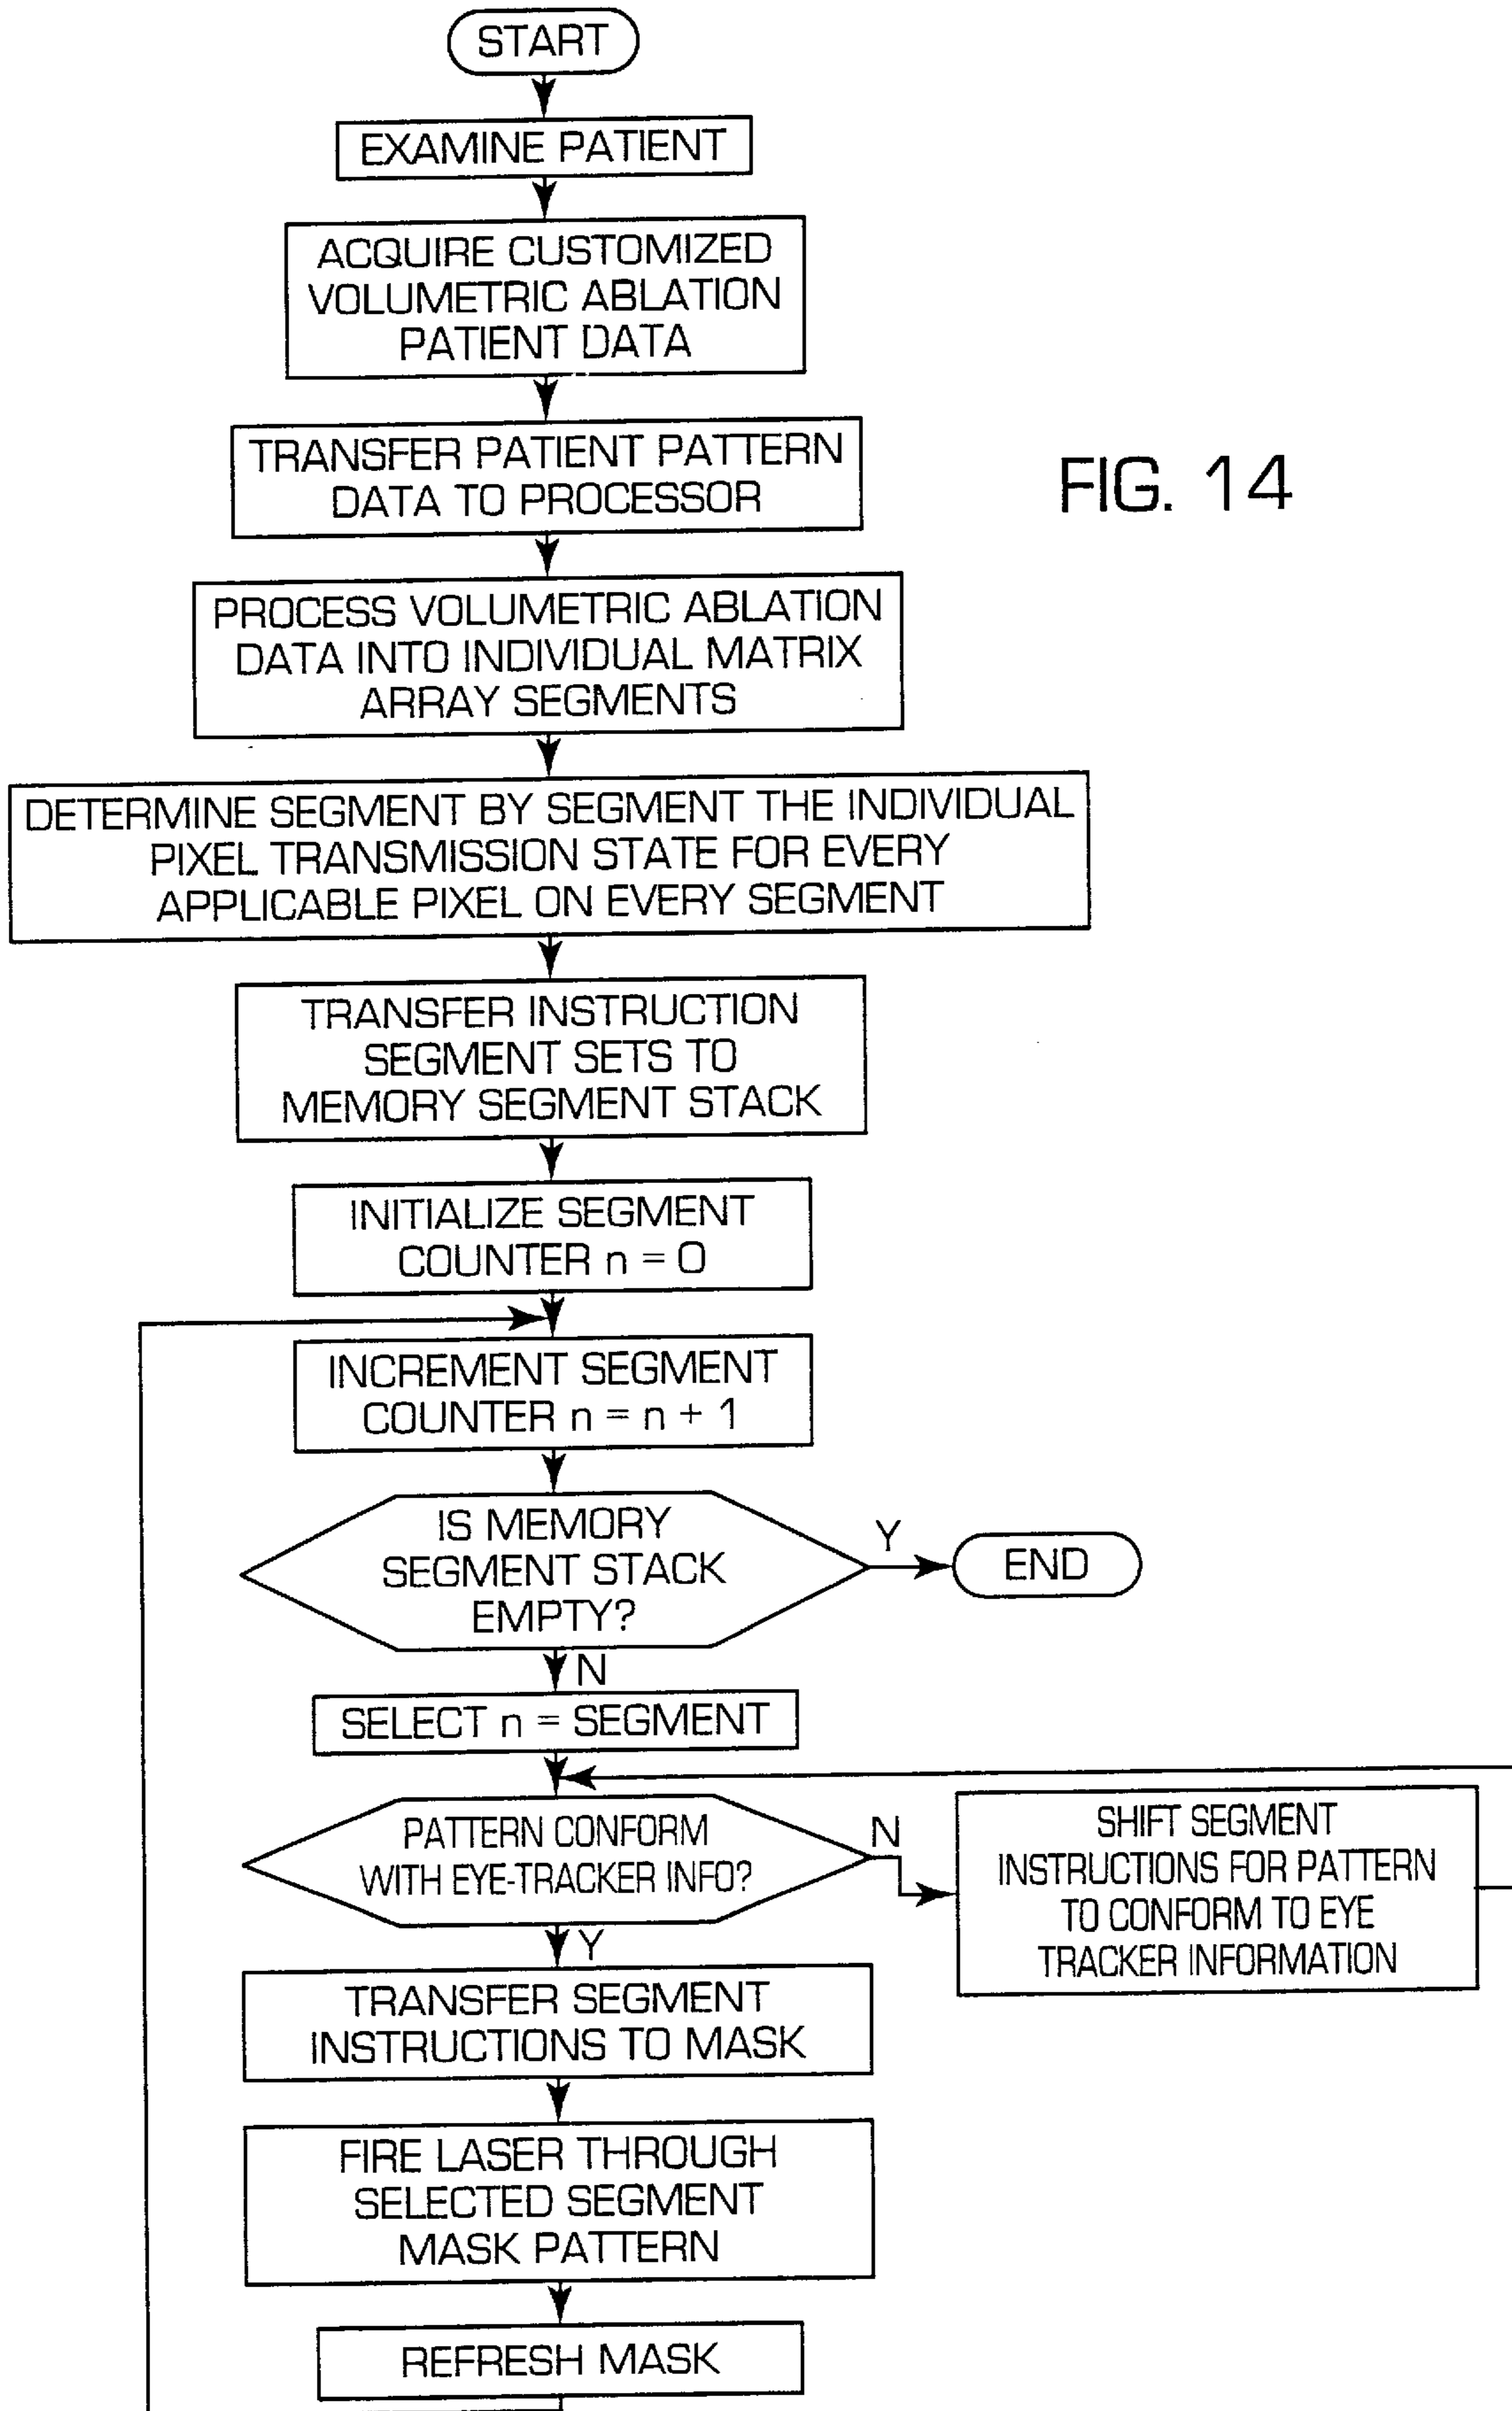 START
EXAMINE PATIENT
ACQUIRE CUSTOMIZED
VOLUMETRIC ABLATION
PATIENT DATA
TRANSFER PATIENT PATTERN
DATA TO PROCESSOR
FIG. 14
PROCESS VOLUMETRIC ABLATION
DATA INTO INDIVIDUAL MATRIX
ARRAY SEGMENTS
DETERMINE SEGMENT BY SEGMENT THE INDIVIDUAL
PIXEL TRANSMISSION STATE FOR EVERY
APPLICABLE PIXEL ON EVERY SEGMENT
TRANSFER INSTRUCTION
SEGMENT SETS TO
MEMORY SEGMENT STACK
INITIALIZE SEGMENT
COUNTER n = 0
INCREMENT SEGMENT
COUNTER n = n + 1
IS MEMORY
SEGMENT STACK
EMPTY?
Y
END
N
SELECT n = SEGMENT
PATTERN CONFORM
WITH EYE-TRACKER INFO?
N
SHIFT SEGMENT
INSTRUCTIONS FOR PATTERN
TO CONFORM TO EYE
TRACKER INFORMATION
Y
TRANSFER SEGMENT
INSTRUCTIONS TO MASK
FIRE LASER THROUGH
SELECTED SEGMENT
MASK PATTERN
REFRESH MASK